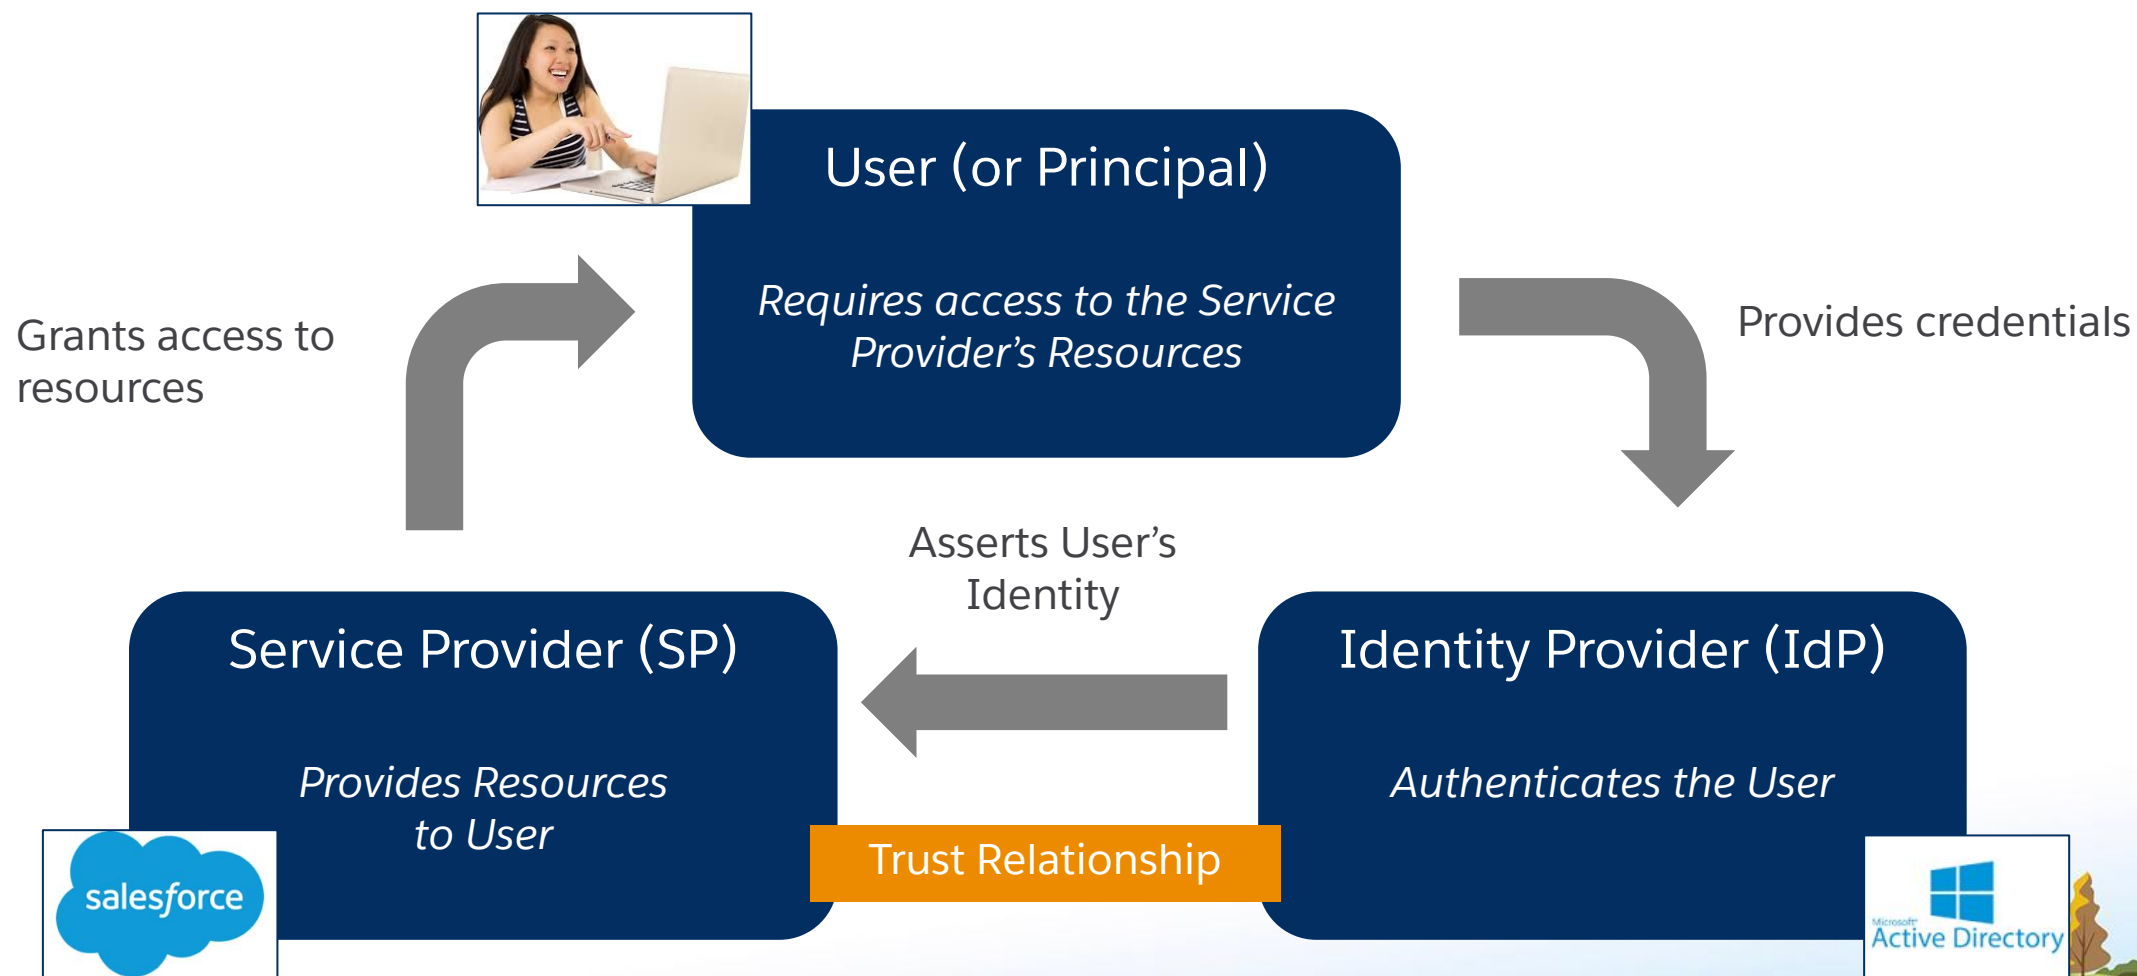 User (or Principal)
Requires access to the Service
Provider’s Resources
Grants access to
resources
Provides credentials
Asserts User’s
Identity
Service Provider (SP)
Provides Resources
to User
Identity Provider (IdP)
Authenticates the User
Trust Relationship
salesforce
Microsoft®
Active Directory